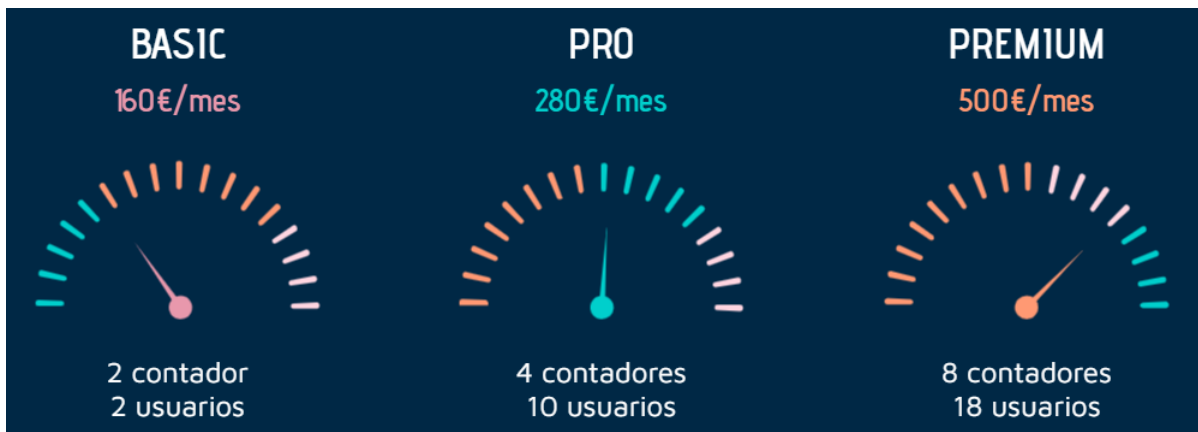 BASIC
160€/mes
2 contador
2 usuarios
PRO
280€/mes
4 contadores
10 usuarios
PREMIUM
500€/mes
8 contadores
18 usuarios